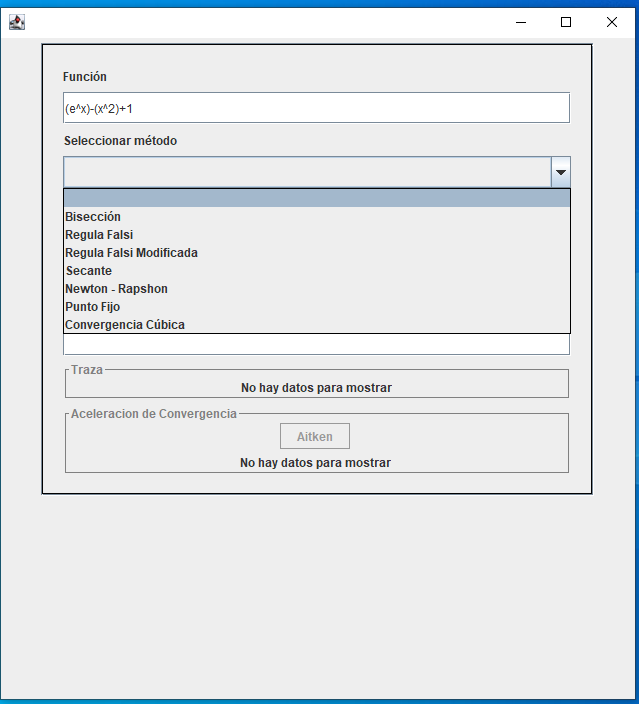 Función
(e^x)-(x^2)+1
Seleccionar método
Bisección
Regula Falsi
Regula Falsi Modificada
Secante
Newton - Rapshon
Punto Fijo
Convergencia Cúbica
Traza
No hay datos para mostrar
Aceleracion de Convergencia
Aitken
No hay datos para mostrar